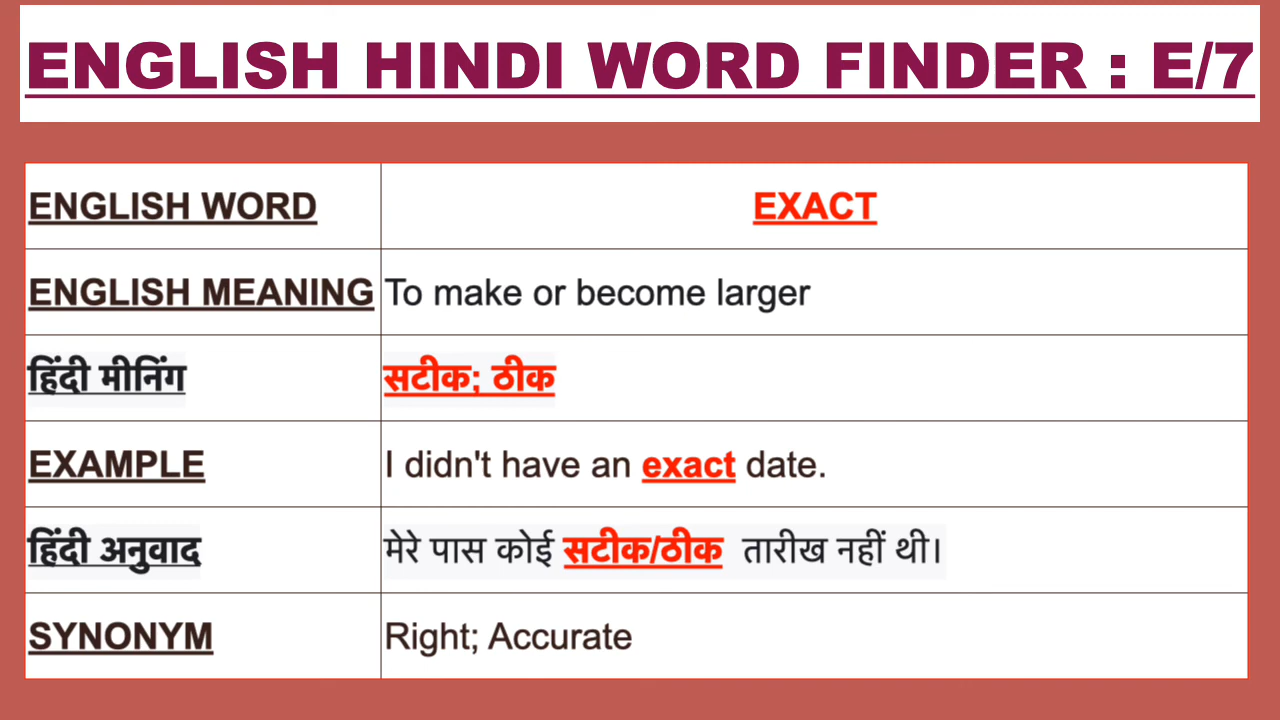 ENGLISH HINDI WORD FINDER : E/7
ENGLISH WORD EXACT
ENGLISH MEANING To make or become larger
हिंदी मीनिंग सटीक; ठीक
EXAMPLE I didn't have an exact date.
हिंदी अनुवाद मेरे पास कोई सटीक/ठीक तारीख नहीं थी।
SYNONYM Right; Accurate